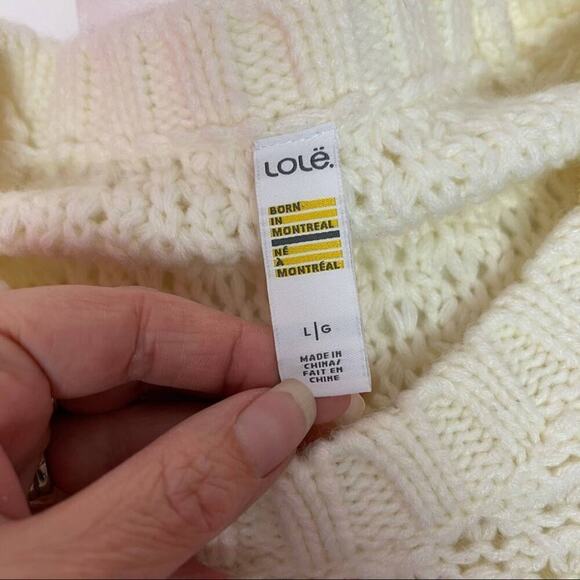 Lolë.
BORN
IN
MONTREAL
NÉ
À
MONTRÉAL
L|G
MADE IN
CHINA/
FAIT EN
CHINE